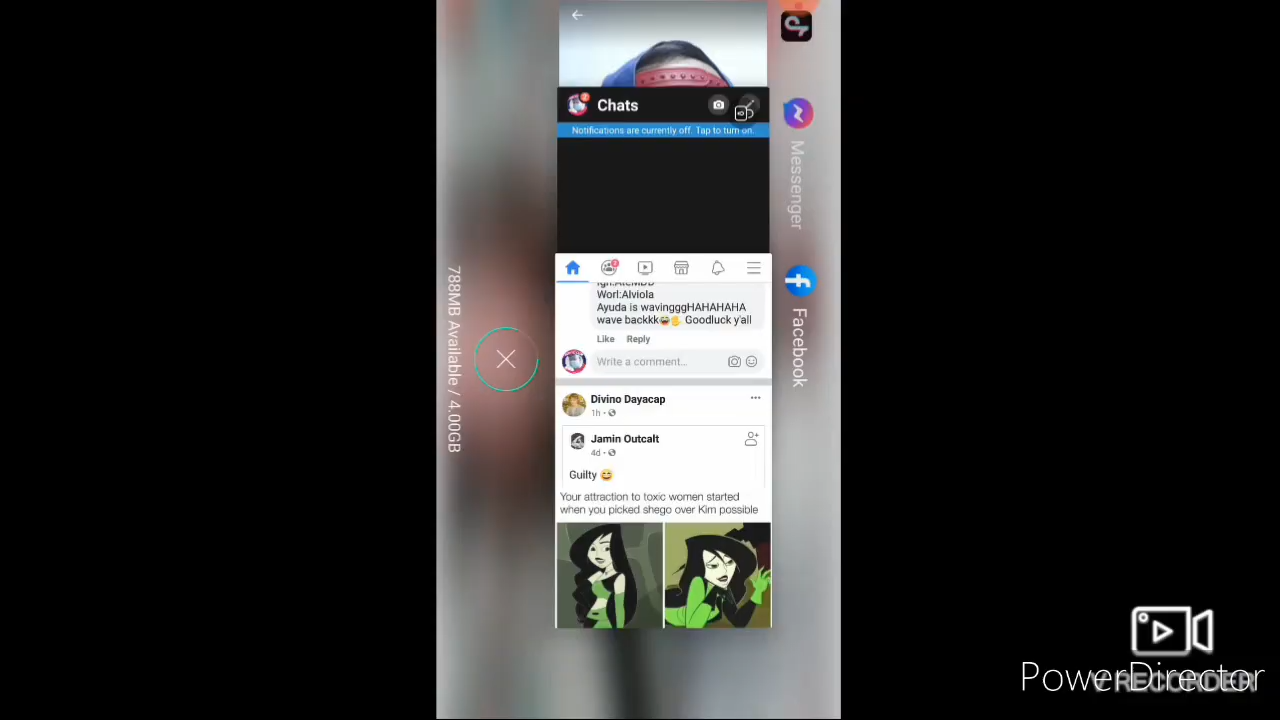 Chats
Notifications are currently off. Tap to turn on.
Messenger
Worl:Alviola
Ayuda is wavingggHAHAHAHA
wave backkk😂✋ Goodluck y'all
Like Reply
Write a comment...
Facebook
788MB Available / 4.00GB
Divino Dayacap
1h
Jamin Outcalt
4d
Guilty 😄
Your attraction to toxic women started
when you picked shego over Kim possible
PowerDirector
V RECORDER